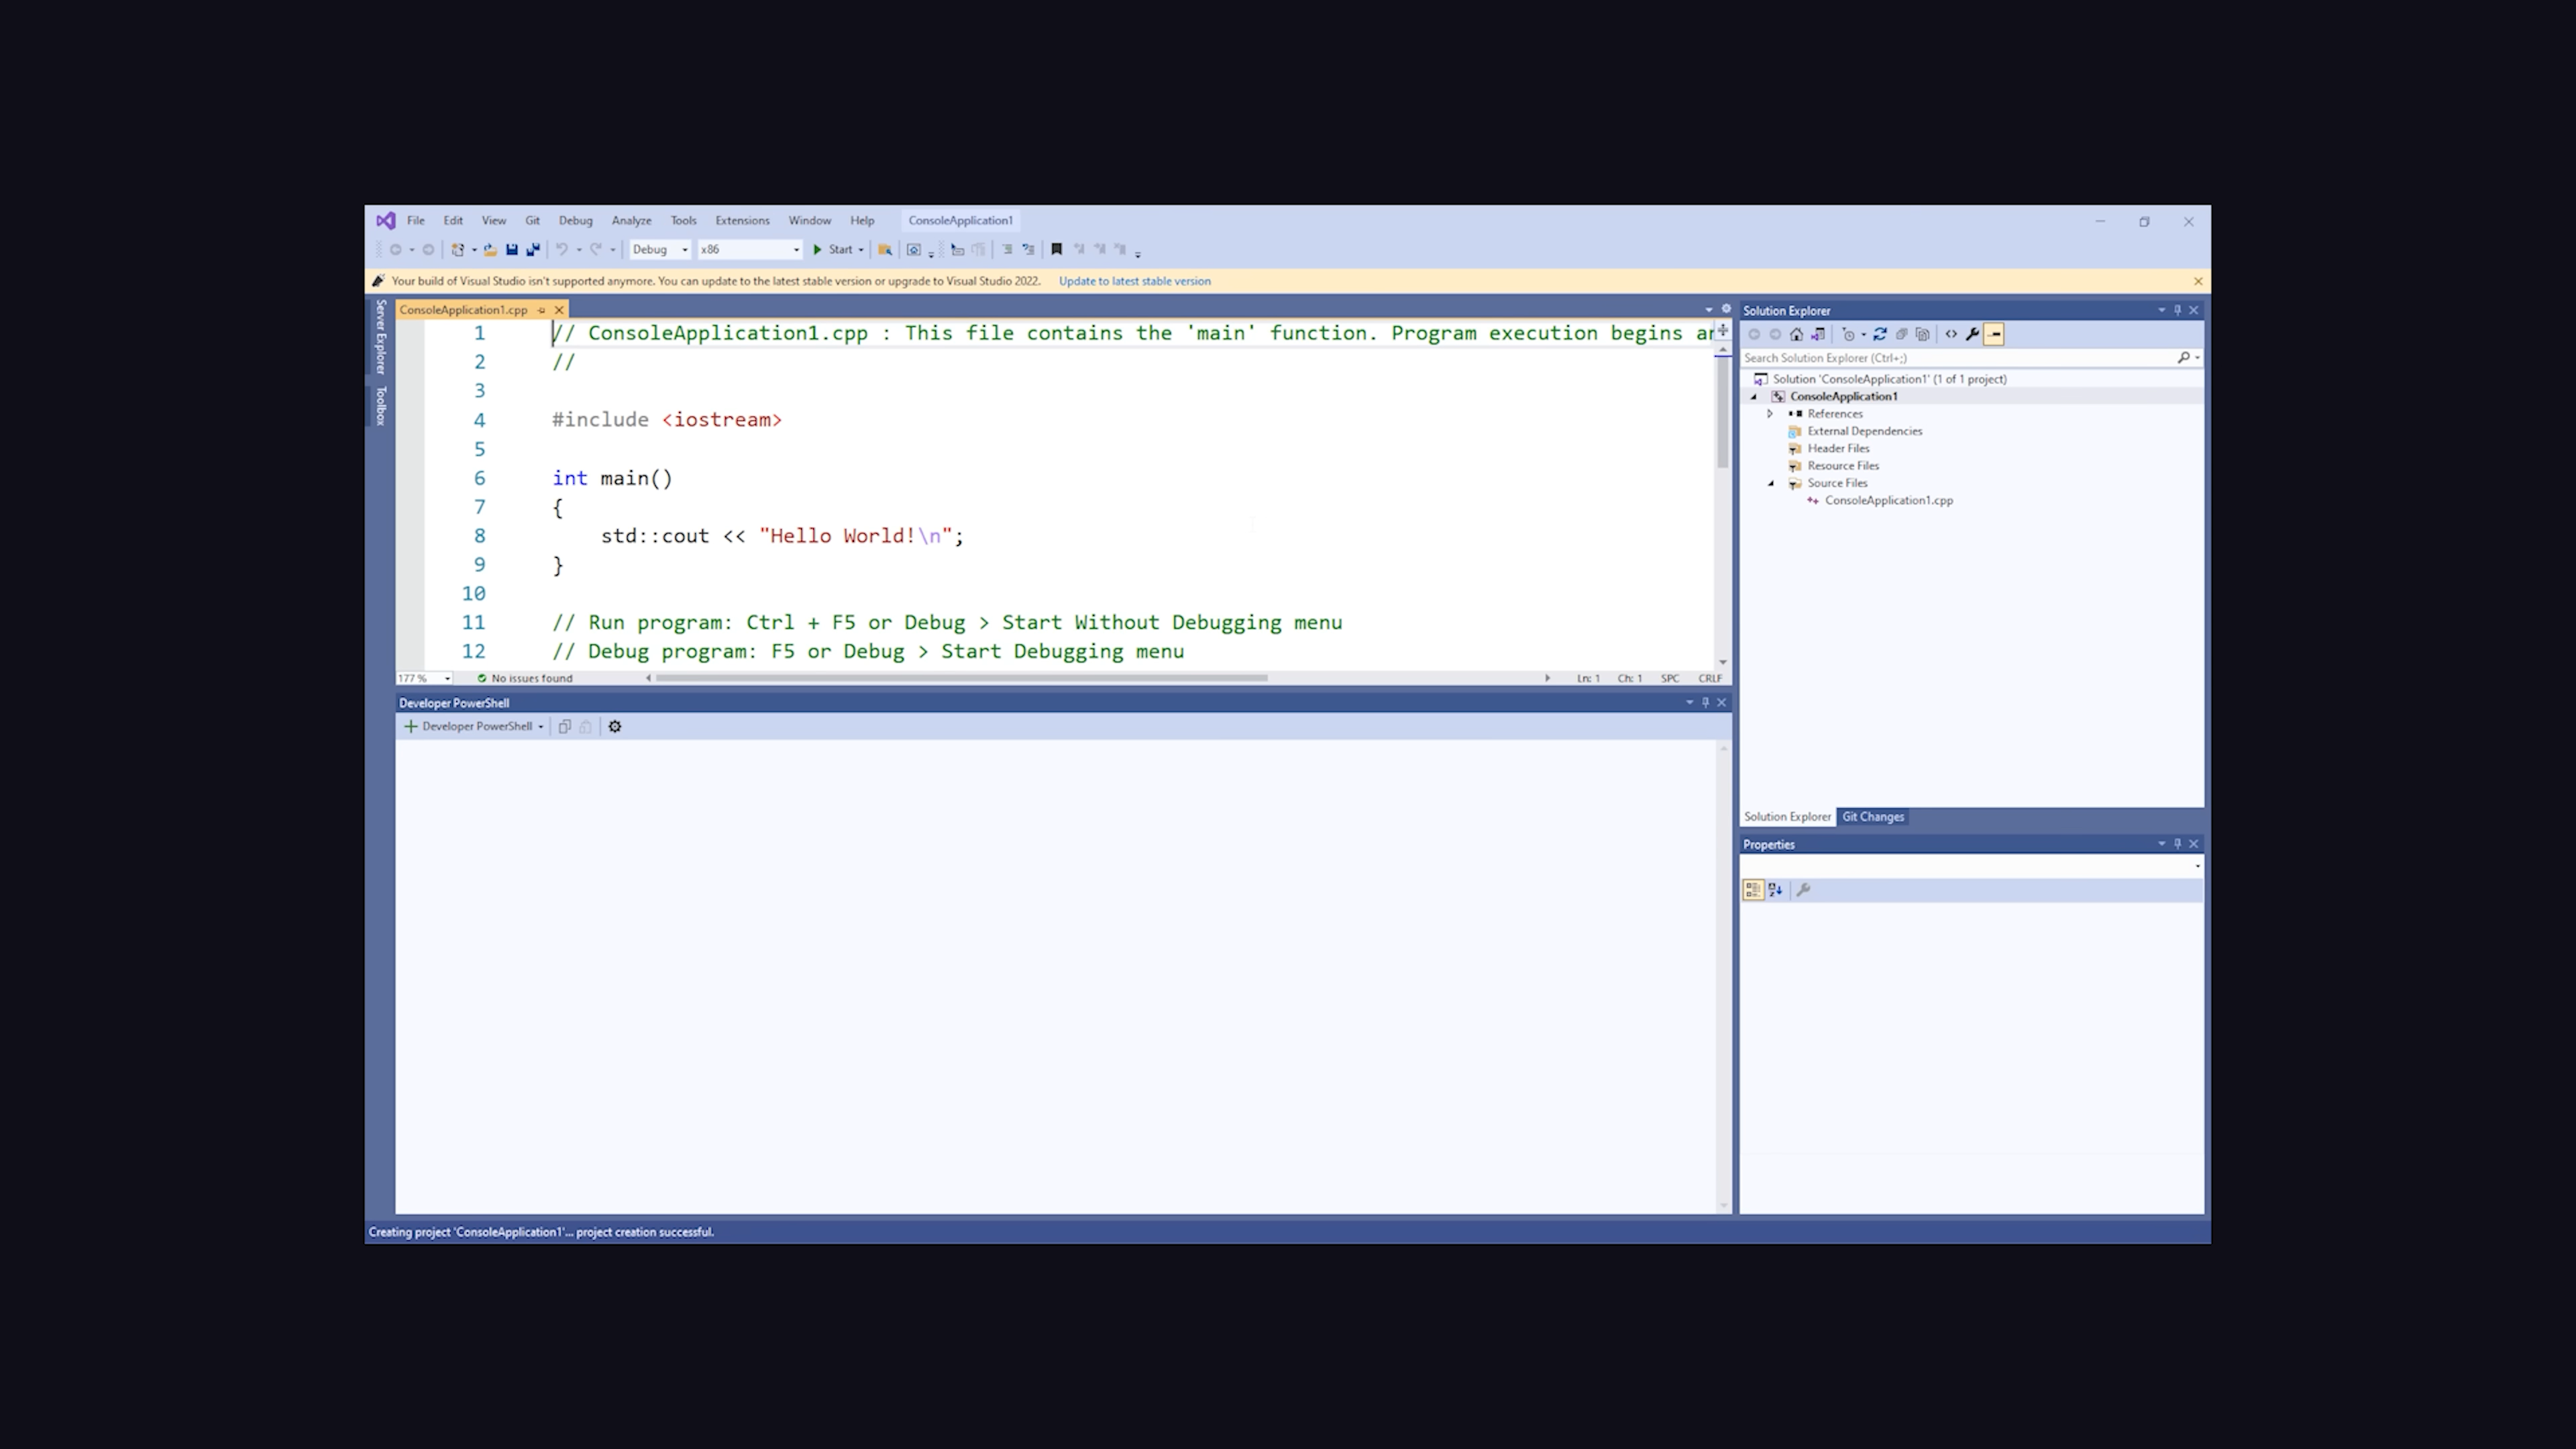 File Edit View Git Debug Analyze Tools Extensions Window Help ConsoleApplication1
Debug x86 Start
Your build of Visual Studio isn't supported anymore. You can update to the latest stable version or upgrade to Visual Studio 2022. Update to latest stable version
Server Explorer
Toolbox
ConsoleApplication1.cpp
1 // ConsoleApplication1.cpp : This file contains the 'main' function. Program execution begins an
2 //
3
4 #include <iostream>
5
6 int main()
7 {
8 std::cout << "Hello World!\n";
9 }
10
11 // Run program: Ctrl + F5 or Debug > Start Without Debugging menu
12 // Debug program: F5 or Debug > Start Debugging menu
177 % No issues found Ln: 1 Ch: 1 SPC CRLF
Developer PowerShell
Developer PowerShell
Solution Explorer
Search Solution Explorer (Ctrl+;)
Solution 'ConsoleApplication1' (1 of 1 project)
ConsoleApplication1
References
External Dependencies
Header Files
Resource Files
Source Files
ConsoleApplication1.cpp
Solution Explorer Git Changes
Properties
Creating project 'ConsoleApplication1'... project creation successful.